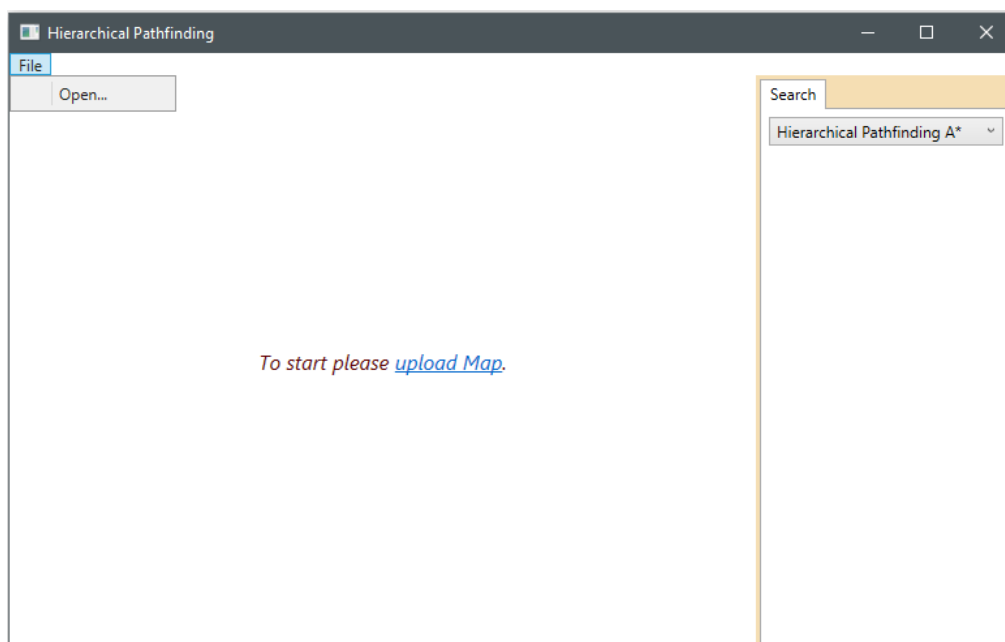 Hierarchical Pathfinding
File
Open...
Search
Hierarchical Pathfinding A*
To start please upload Map.